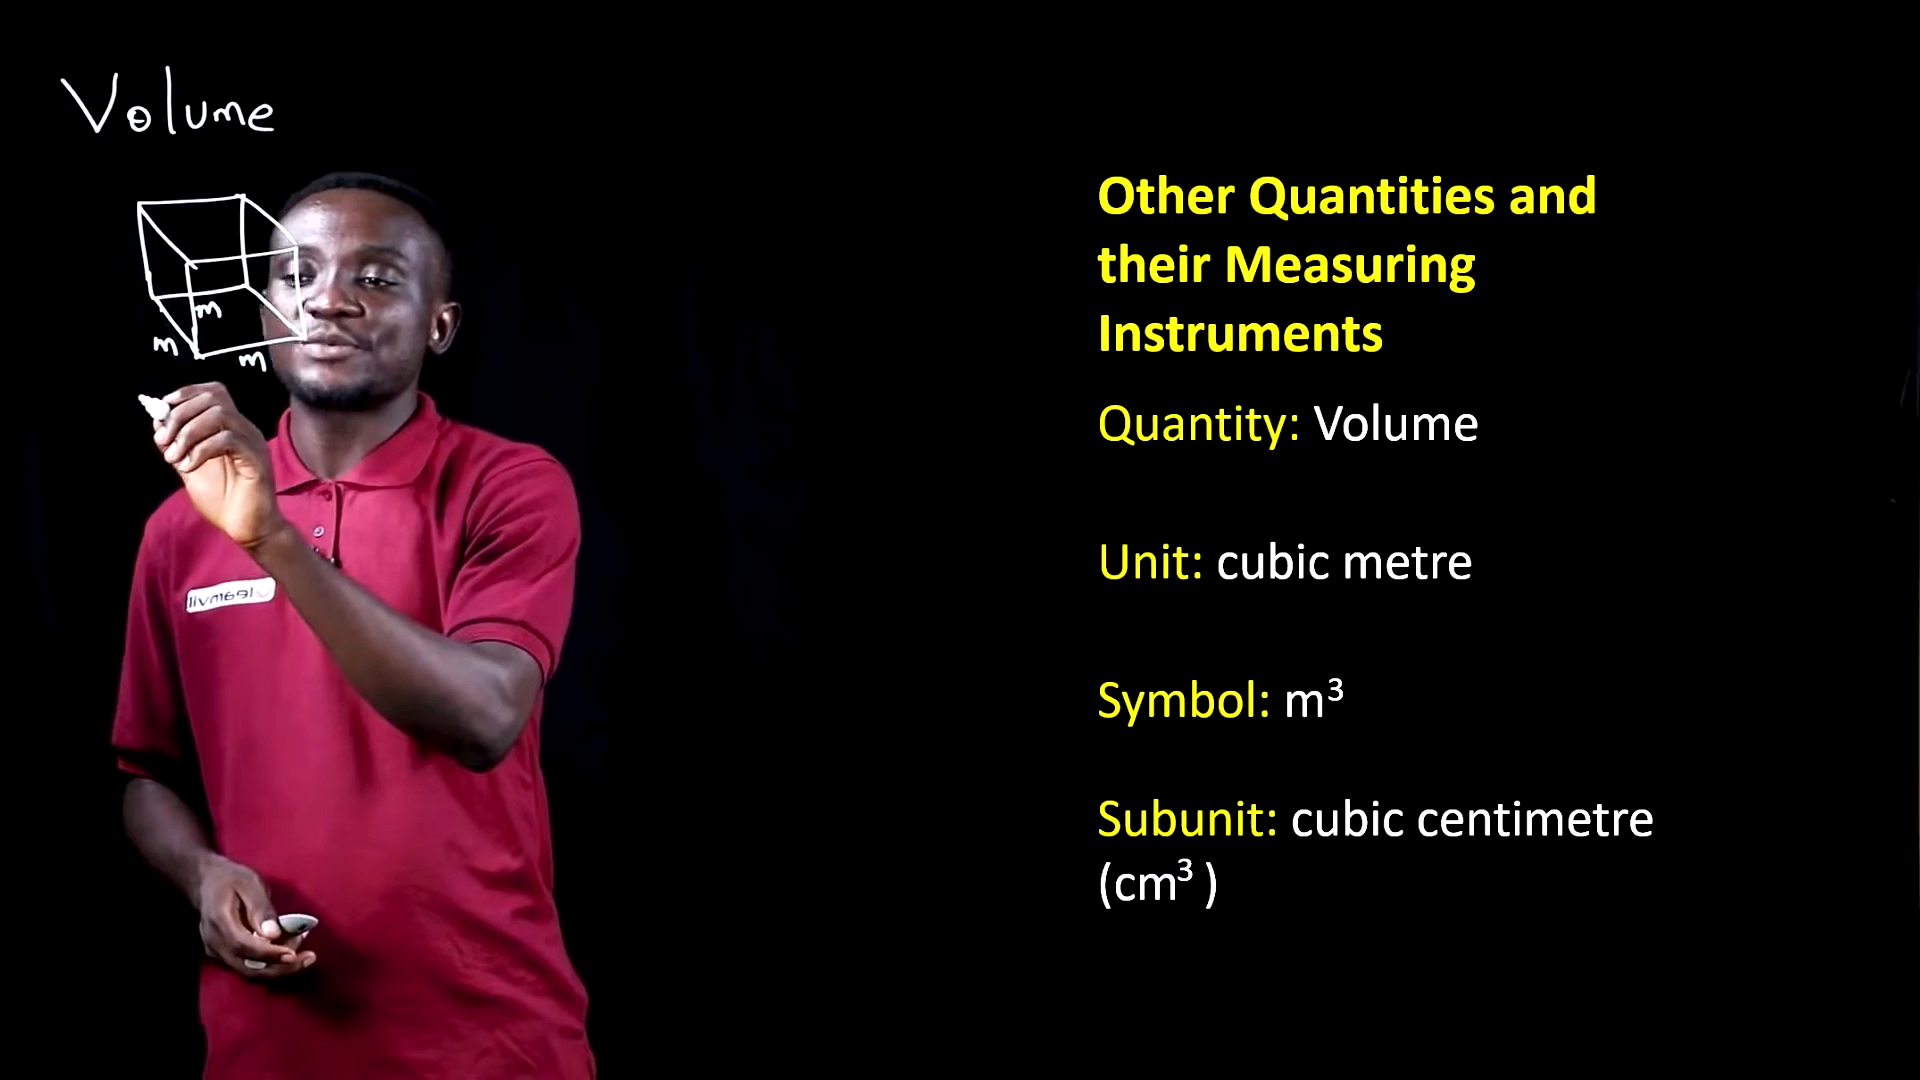 Volume
m
m
m
Other Quantities and
their Measuring
Instruments
Quantity: Volume
Unit: cubic metre
Symbol: m³
Subunit: cubic centimetre
(cm³ )